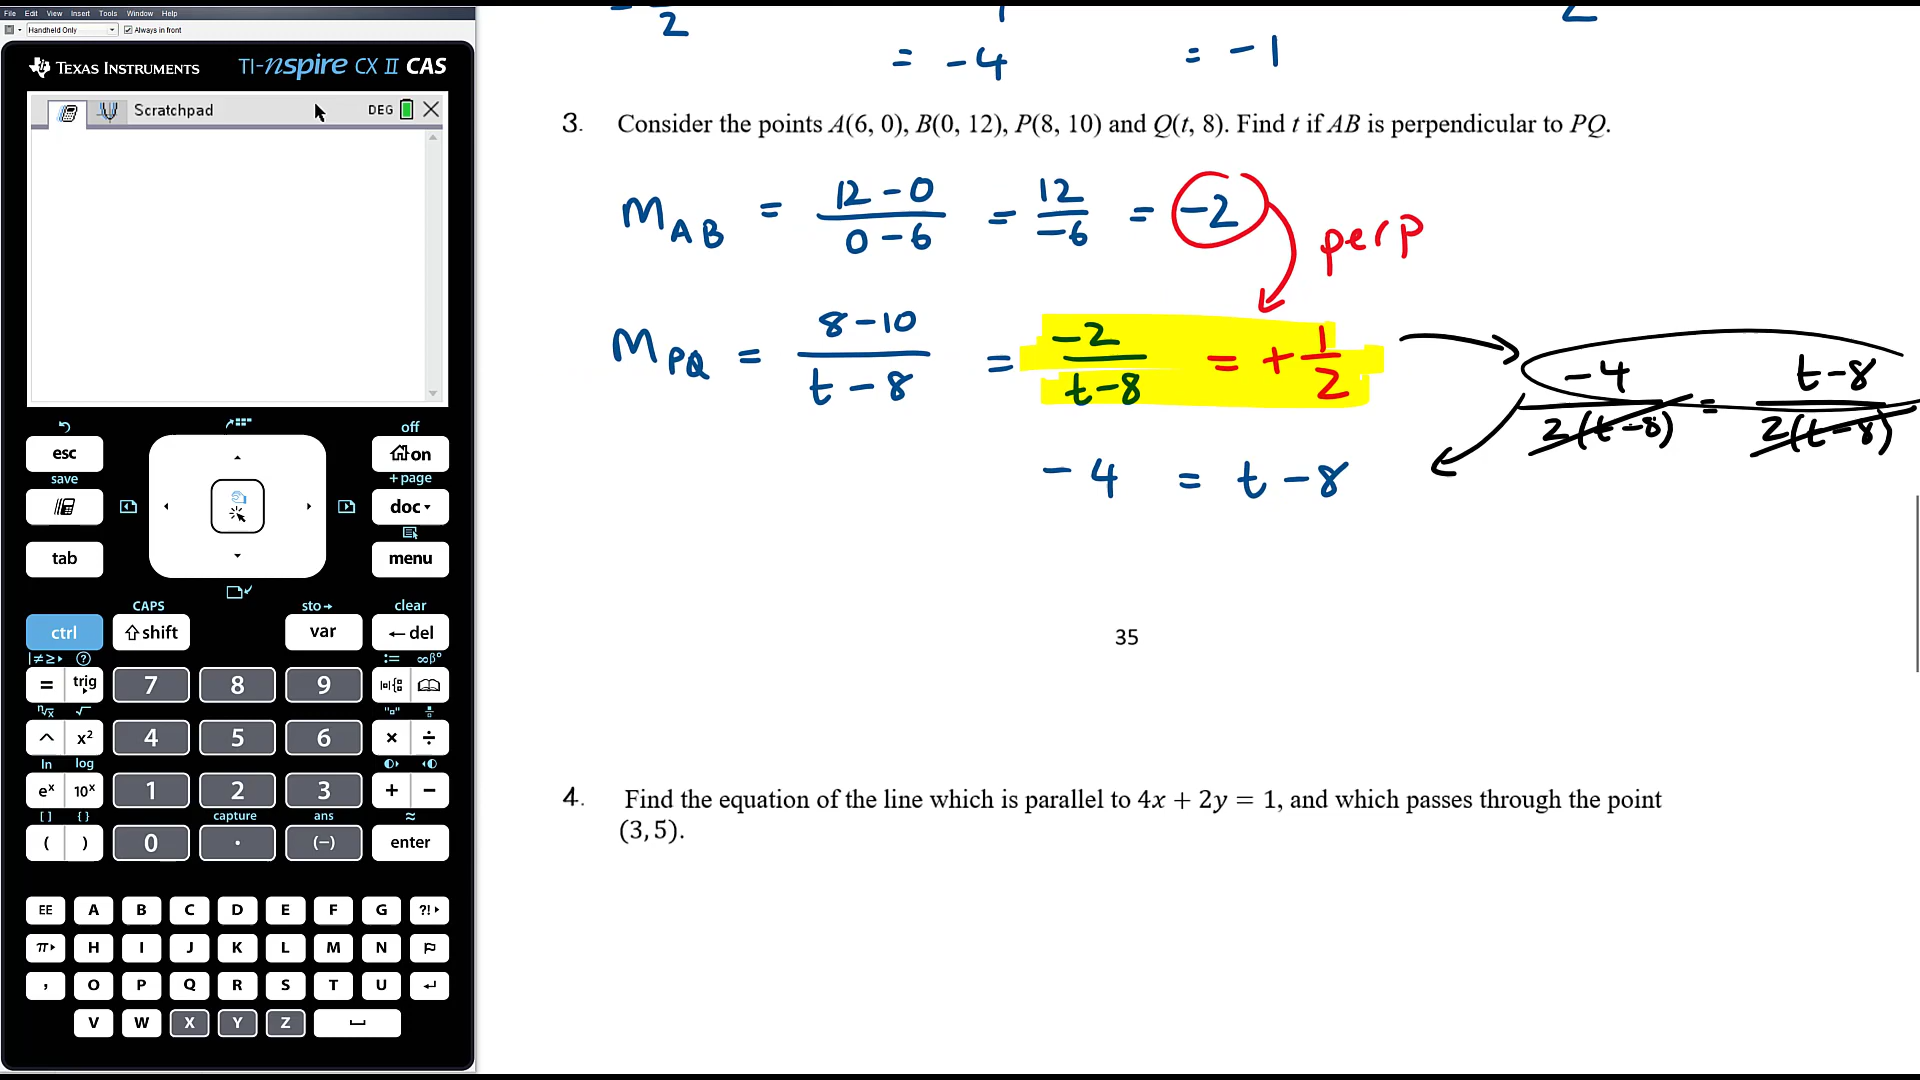 File Edit View Insert Tools Window Help
Handheld Only Always in front
TEXAS INSTRUMENTS TI-nspire CX II CAS
Scratchpad DEG
esc off on
save + page
doc
tab menu
CAPS sto→ clear
ctrl shift var ← del
|≠≥▸ ? := ∞β°
= trig 7 8 9
ⁿ√x √
^ x² 4 5 6 × ÷
ln log
eˣ 10ˣ 1 2 3 + −
[ ] { } capture ans ≈
( ) 0 . (−) enter
EE A B C D E F G ?!▸
π▸ H I J K L M N
, O P Q R S T U ↵
V W X Y Z
2
= -4 = -1
2
3. Consider the points A(6, 0), B(0, 12), P(8, 10) and Q(t, 8). Find t if AB is perpendicular to PQ.
m_AB = (12 - 0)/(0 - 6) = 12/-6 = -2
perp
m_PQ = (8 - 10)/(t - 8) = -2/(t-8) = + 1/2
-4/(2(t-8)) = (t-8)/(2(t-8))
-4 = t - 8
35
4. Find the equation of the line which is parallel to 4x + 2y = 1, and which passes through the point
(3, 5).